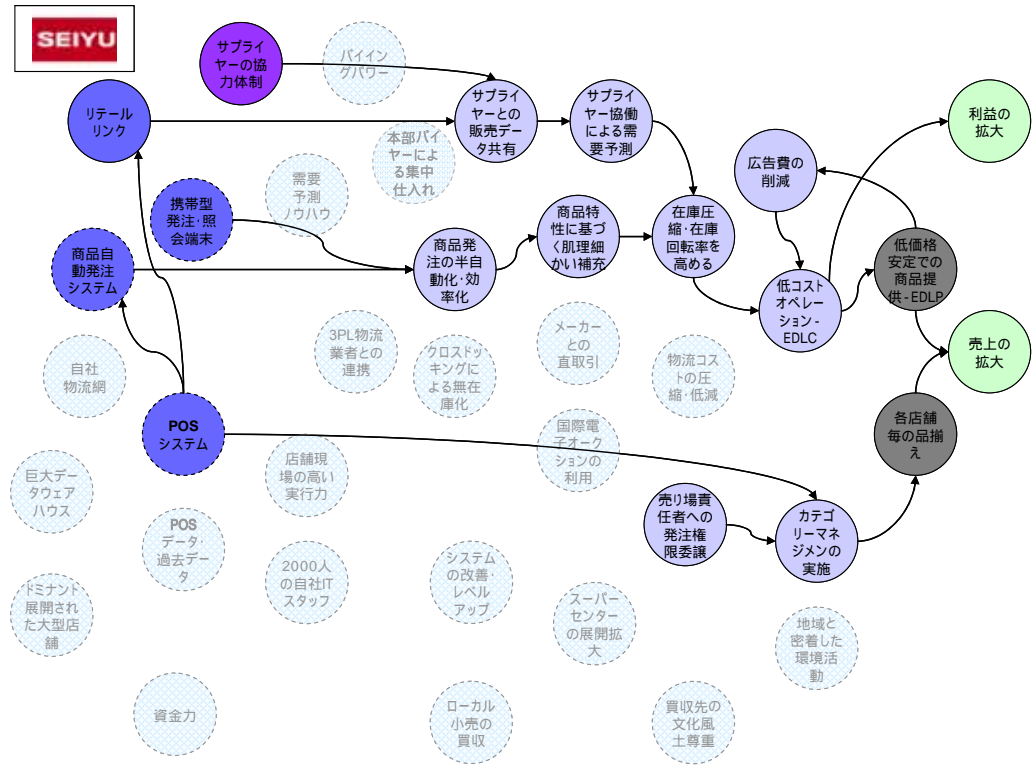 SEIYU
サプライ
ヤーの協
力体制
バイイン
グパワー
リテール
リンク
サプライ
ヤーとの
販売デー
タ共有
サプライ
ヤー協働
による需
要予測
利益の
拡大
本部バイ
ヤーによ
る集中
仕入れ
広告費の
削減
需要
予測
ノウハウ
携帯型
発注・照
会端末
商品特
性に基づ
く肌理細
かい補充
在庫圧
縮・在庫
回転率を
高める
商品自
動発注
システム
商品発
注の半自
動化・効
率化
低価格
安定での
商品提
供-EDLP
低コスト
オペレー
ション-
EDLC
3PL物流
業者との
連携
メーカー
との
直取引
売上の
拡大
自社
物流網
クロスドッ
キングに
よる無在
庫化
物流コス
トの圧
縮・低減
POS
システム
国際電
子オーク
ションの
利用
各店舗
毎の品揃
え
巨大デー
タウェア
ハウス
店舗現
場の高い
実行力
POS
データ・
過去デー
タ
売り場責
任者への
発注権
限委譲
カテゴ
リーマネ
ジメンの
実施
2000人
の自社IT
スタッフ
システム
の改善・
レベル
アップ
ドミナント
展開され
た大型店
舗
スーパー
センター
の展開拡
大
地域と
密着した
環境活
動
資金力
ローカル
小売の
買収
買収先の
文化風
土尊重